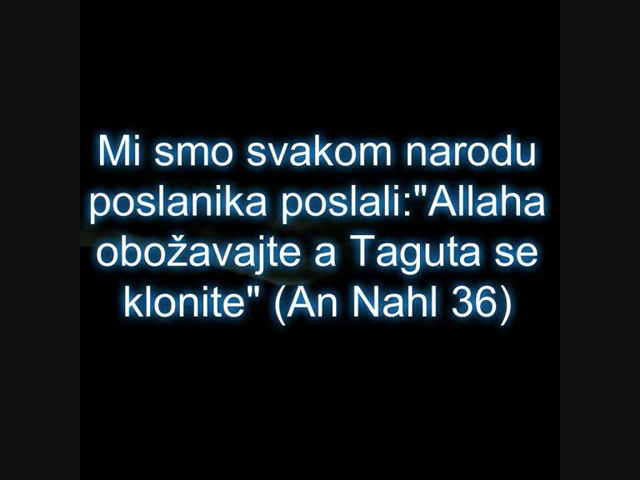 Mi smo svakom narodu
poslanika poslali:"Allaha
obožavajte a Taguta se
klonite" (An Nahl 36)